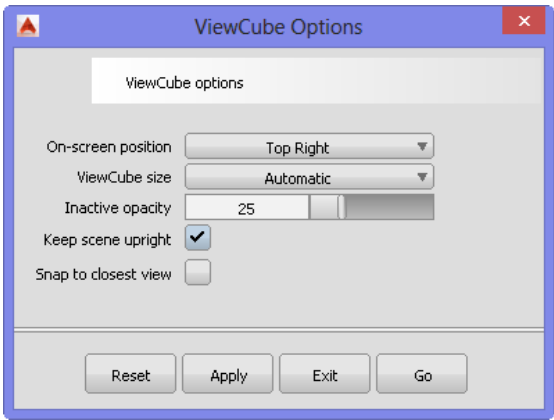 ViewCube Options
ViewCube options
On-screen position Top Right
ViewCube size Automatic
Inactive opacity 25
Keep scene upright
Snap to closest view
Reset Apply Exit Go